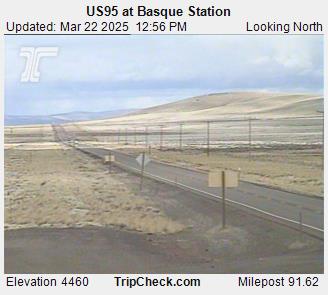 US95 at Basque Station
Updated: Mar 22 2025 12:56 PM Looking North
Elevation 4460 TripCheck.com Milepost 91.62